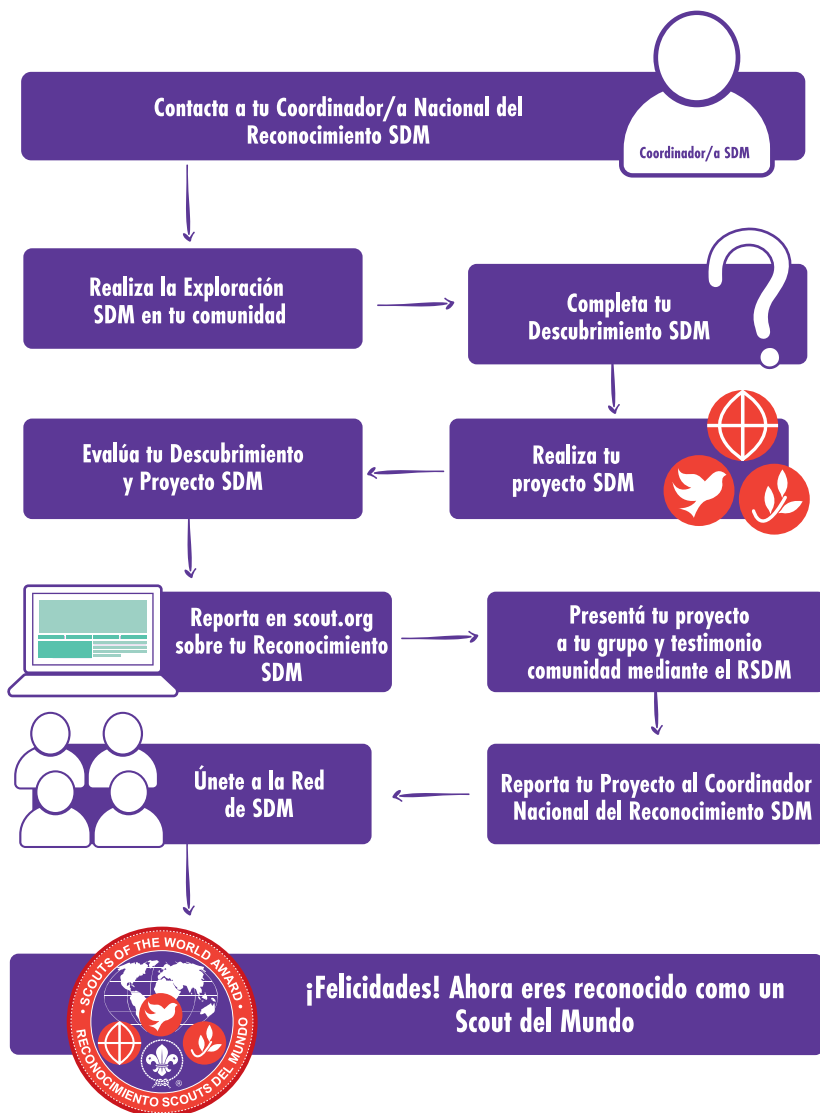 Contacta a tu Coordinador/a Nacional del
Reconocimiento SDM
Coordinador/a SDM
Realiza la Exploración
SDM en tu comunidad
Completa tu
Descubrimiento SDM
Realiza tu
proyecto SDM
Evalúa tu Descubrimiento
y Proyecto SDM
Reporta en scout.org
sobre tu Reconocimiento
SDM
Presentá tu proyecto
a tu grupo y testimonio
comunidad mediante el RSDM
Reporta tu Proyecto al Coordinador
Nacional del Reconocimiento SDM
Únete a la Red
de SDM
¡Felicidades! Ahora eres reconocido como un
Scout del Mundo
• SCOUTS OF THE WORLD AWARD •
RECONOCIMIENTO SCOUTS DEL MUNDO
®